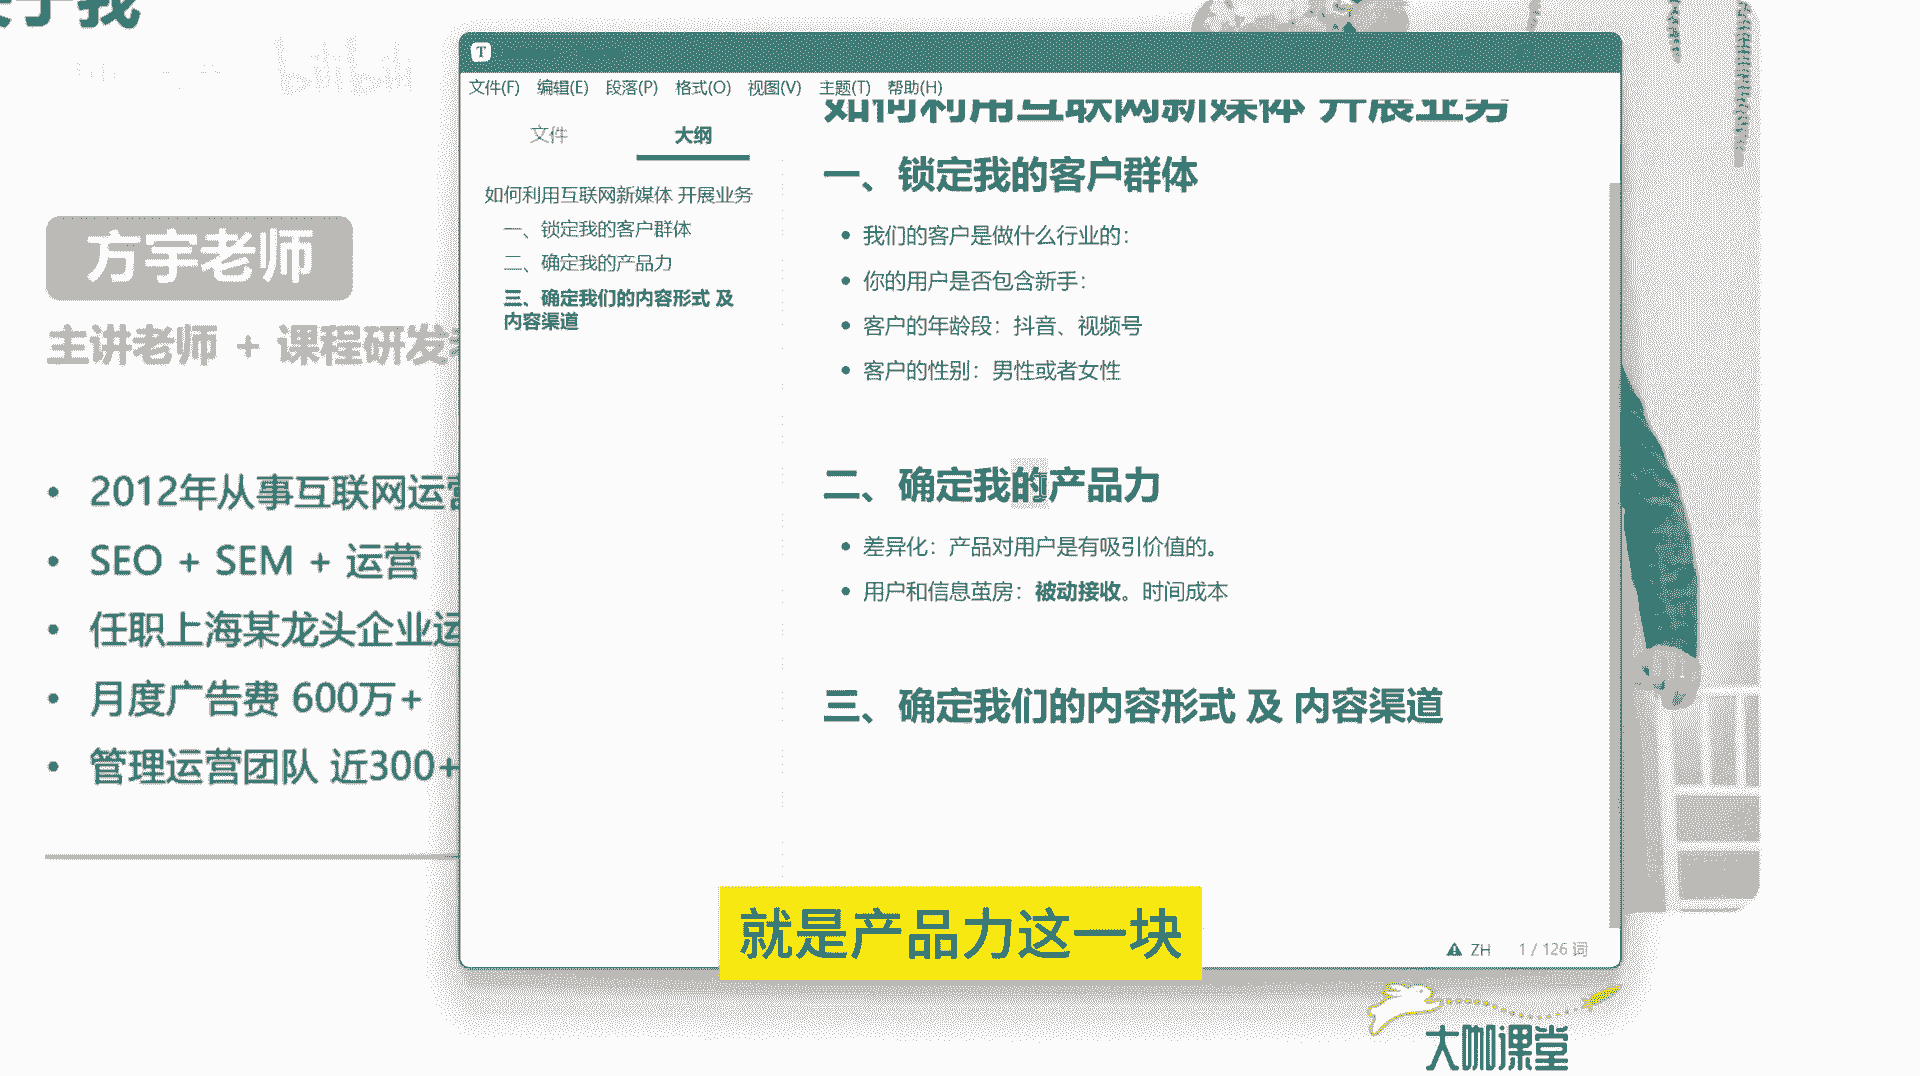 于我
bilibili
方宇老师
主讲老师 + 课程研发
• 2012年从事互联网运营
• SEO + SEM + 运营
• 任职上海某龙头企业运
• 月度广告费 600万+
• 管理运营团队 近300+
T
文件(F) 编辑(E) 段落(P) 格式(O) 视图(V) 主题(T) 帮助(H)
文件 大纲
如何利用互联网新媒体 开展业务
一、锁定我的客户群体
二、确定我的产品力
三、确定我们的内容形式 及
内容渠道
如何利用互联网新媒体 开展业务
一、锁定我的客户群体
• 我们的客户是做什么行业的：
• 你的用户是否包含新手：
• 客户的年龄段：抖音、视频号
• 客户的性别：男性或者女性
二、确定我的产品力
• 差异化：产品对用户是有吸引价值的。
• 用户和信息茧房：被动接收。时间成本
三、确定我们的内容形式 及 内容渠道
ZH 1 / 126 词
就是产品力这一块
大咖课堂